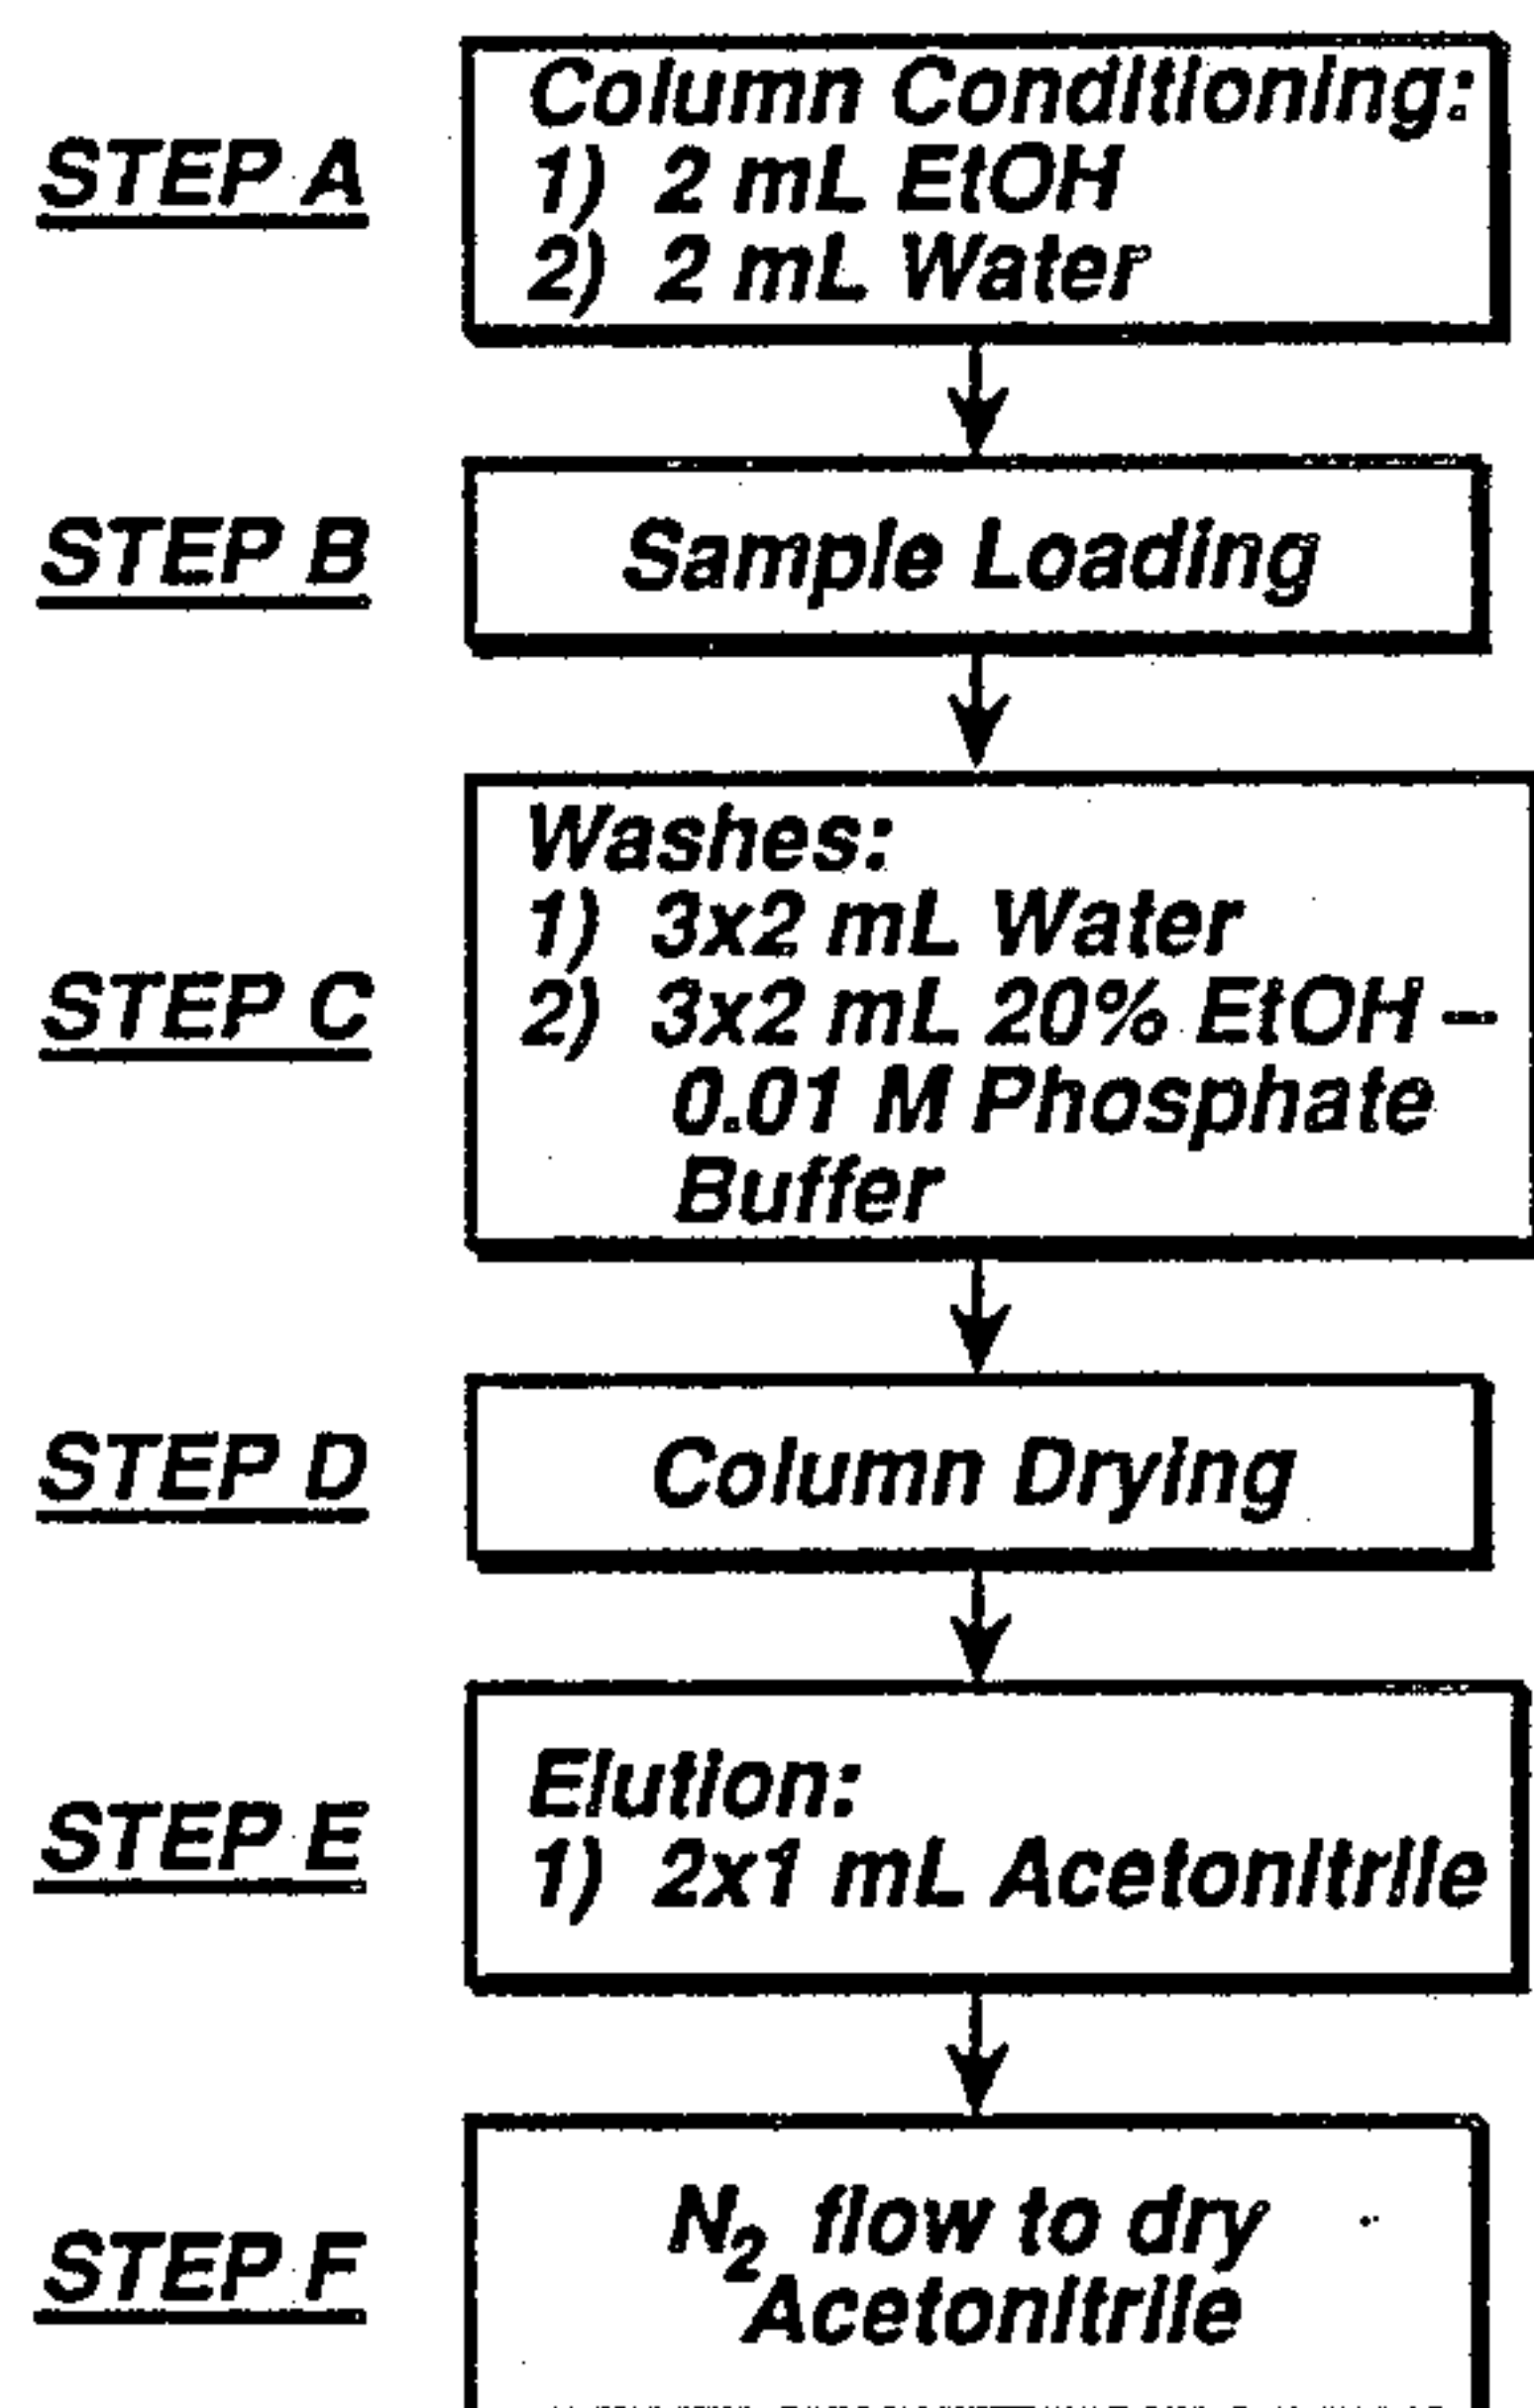 STEP A
Column Conditioning:
1) 2 mL EtOH
2) 2 mL Water
STEP B
Sample Loading
STEP C
Washes:
1) 3x2 mL Water
2) 3x2 mL 20% EtOH –
0.01 M Phosphate
Buffer
STEP D
Column Drying
STEP E
Elution:
1) 2x1 mL Acetonitrile
STEP F
N₂ flow to dry
Acetonitrile